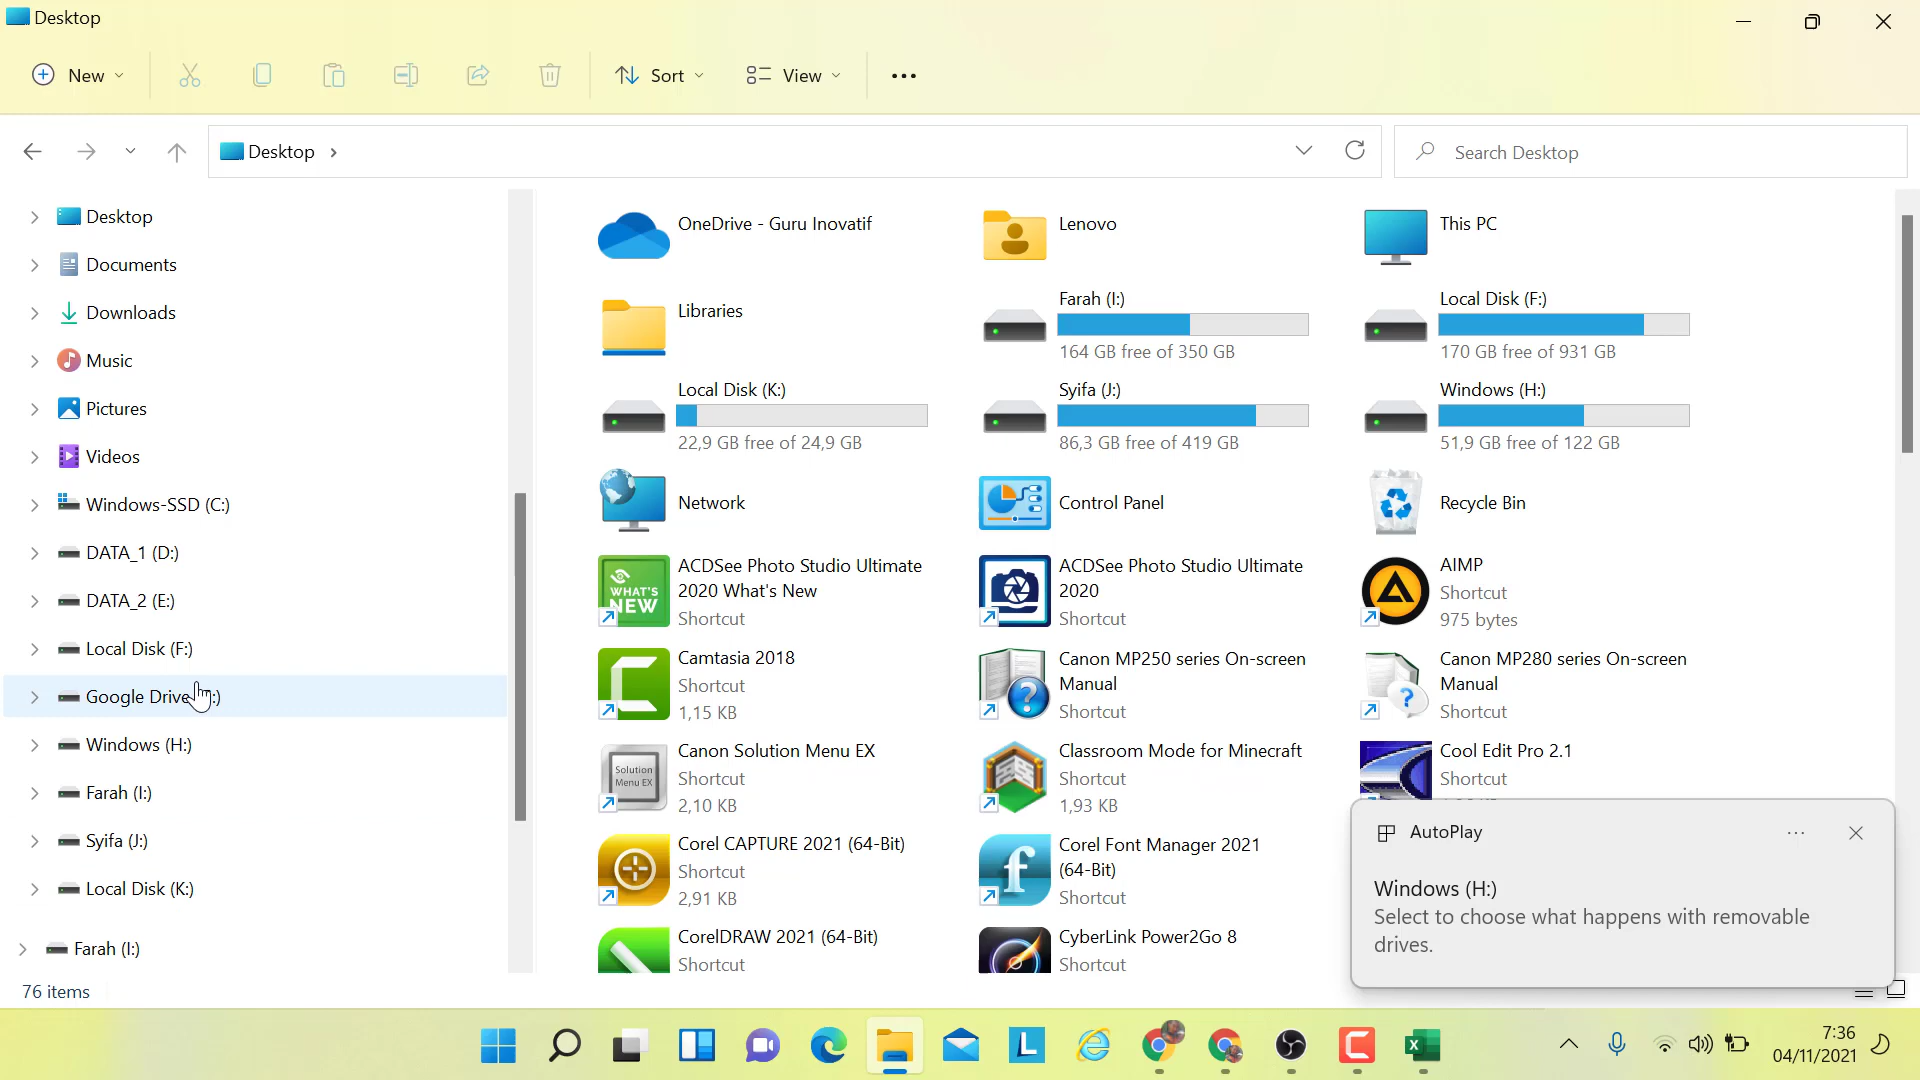 Desktop
New
Sort
View
Desktop
Search Desktop
Desktop
Documents
Downloads
Music
Pictures
Videos
Windows-SSD (C:)
DATA_1 (D:)
DATA_2 (E:)
Local Disk (F:)
Google Drive
Windows (H:)
Farah (I:)
Syifa (J:)
Local Disk (K:)
Farah (I:)
76 items
OneDrive - Guru Inovatif
Lenovo
This PC
Libraries
Farah (I:)
164 GB free of 350 GB
Local Disk (F:)
170 GB free of 931 GB
Local Disk (K:)
22,9 GB free of 24,9 GB
Syifa (J:)
86,3 GB free of 419 GB
Windows (H:)
51,9 GB free of 122 GB
Network
Control Panel
Recycle Bin
WHAT'S
NEW
ACDSee Photo Studio Ultimate
2020 What's New
Shortcut
ACDSee Photo Studio Ultimate
2020
Shortcut
AIMP
Shortcut
975 bytes
Camtasia 2018
Shortcut
1,15 KB
Canon MP250 series On-screen
Manual
Shortcut
Canon MP280 series On-screen
Manual
Shortcut
Solution
Menu EX
Canon Solution Menu EX
Shortcut
2,10 KB
Classroom Mode for Minecraft
Shortcut
1,93 KB
Cool Edit Pro 2.1
Shortcut
Corel CAPTURE 2021 (64-Bit)
Shortcut
2,91 KB
Corel Font Manager 2021
(64-Bit)
Shortcut
CorelDRAW 2021 (64-Bit)
Shortcut
CyberLink Power2Go 8
Shortcut
AutoPlay
Windows (H:)
Select to choose what happens with removable
drives.
7:36
04/11/2021